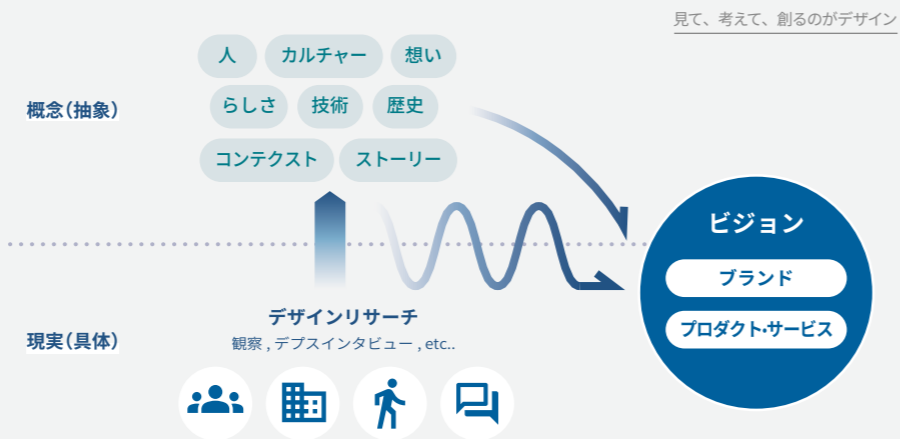 見て、考えて、創るのがデザイン
人 カルチャー 想い
概念(抽象)
らしさ 技術 歴史
コンテクスト ストーリー
ビジョン
ブランド
プロダクト・サービス
デザインリサーチ
現実(具体)
観察 , デプスインタビュー , etc..